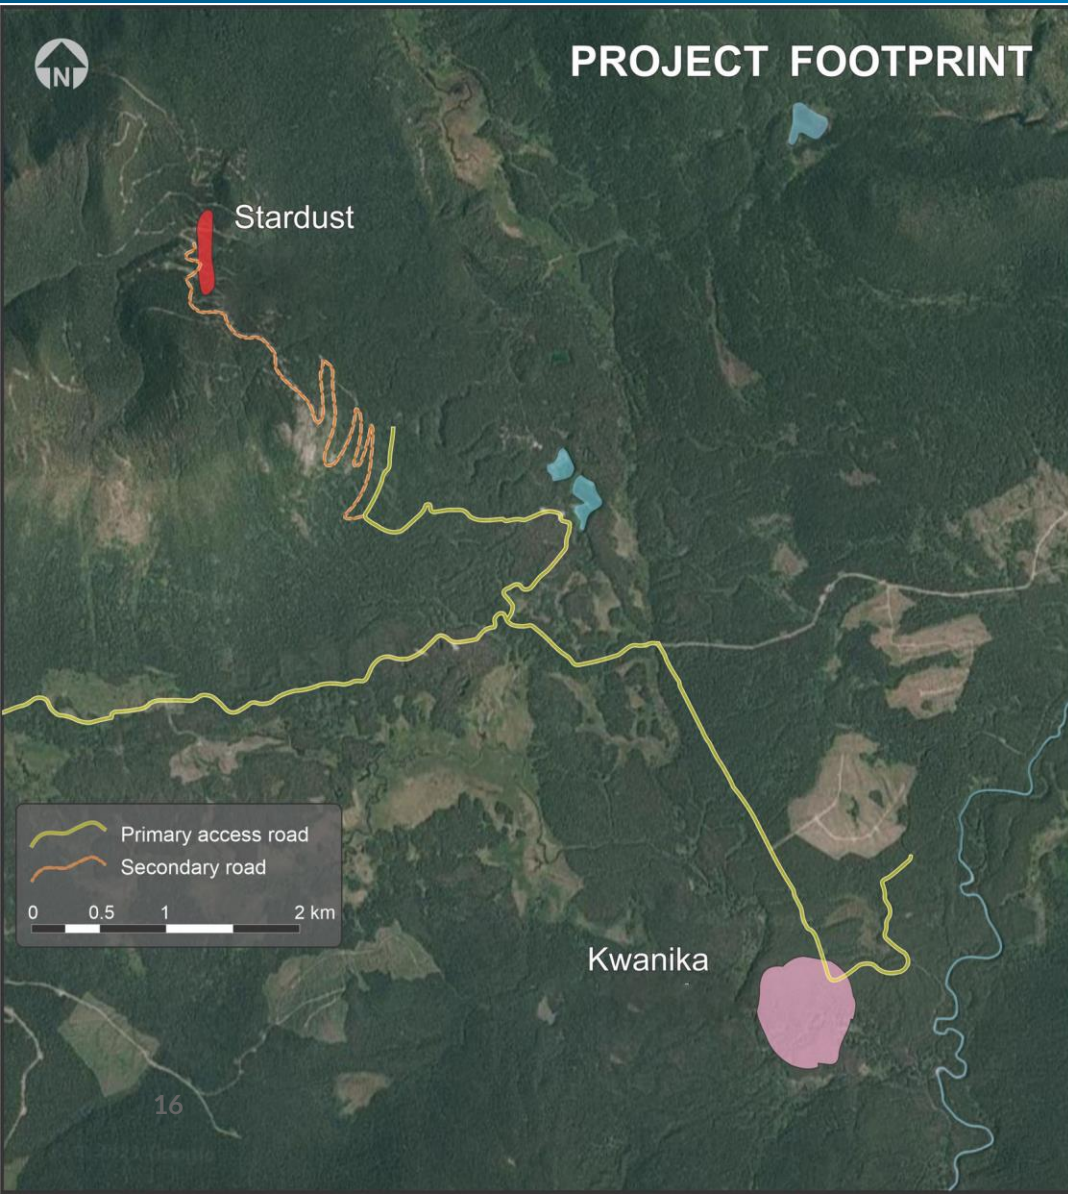 PROJECT FOOTPRINT
N
Stardust
Primary access road
Secondary road
0 0.5 1 2 km
Kwanika
16